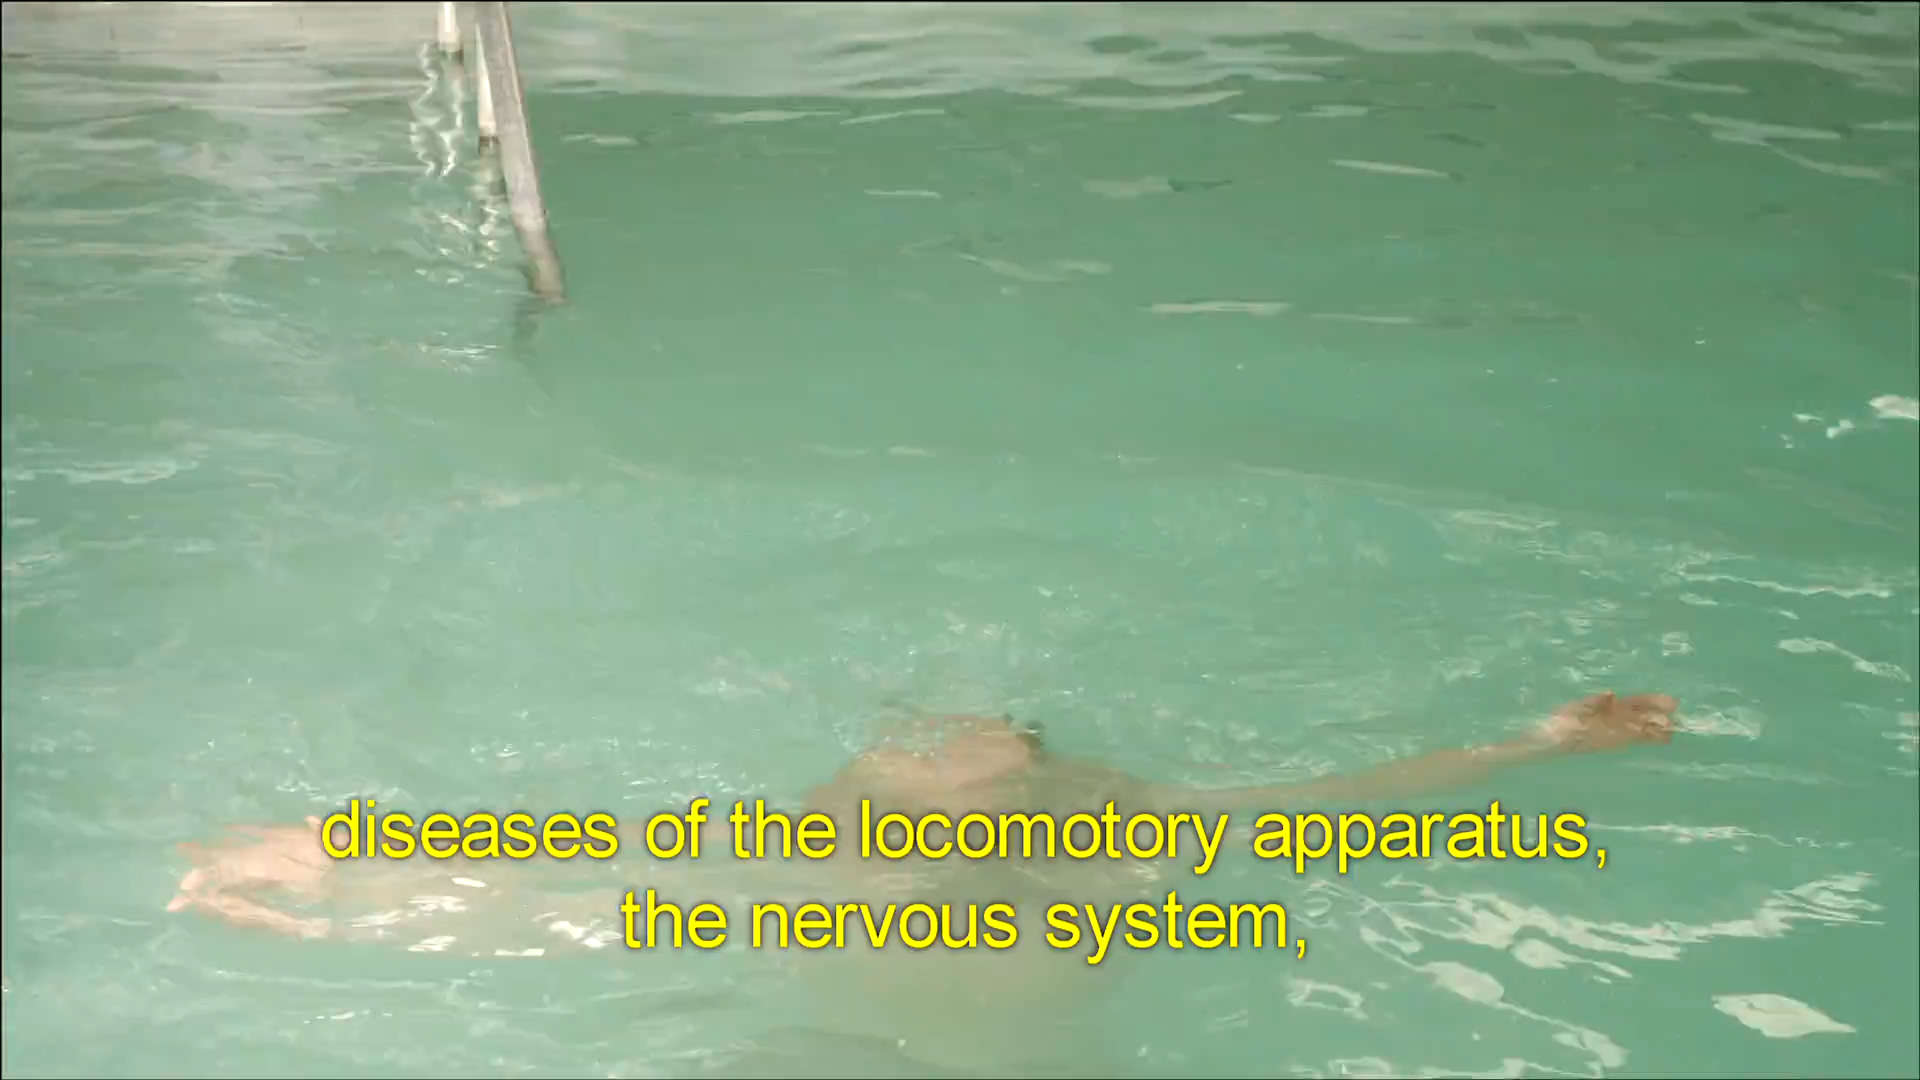 diseases of the locomotory apparatus,
the nervous system,